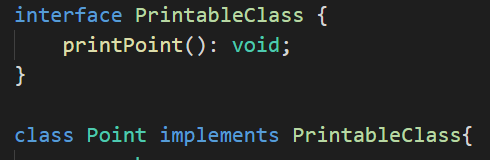 interface PrintableClass {
    printPoint(): void;
}
class Point implements PrintableClass{